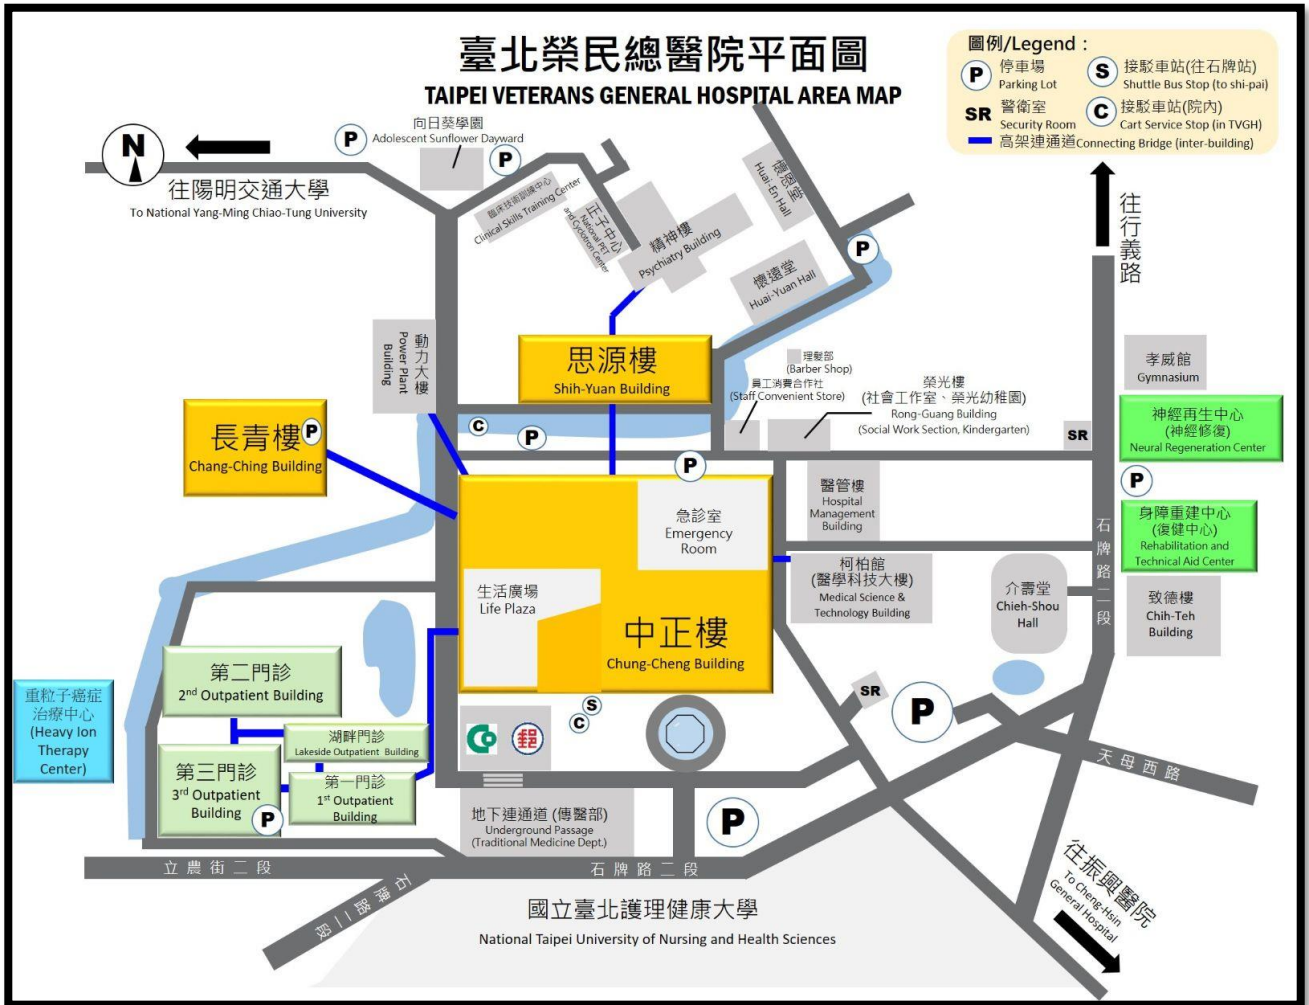 臺北榮民總醫院平面圖
TAIPEI VETERANS GENERAL HOSPITAL AREA MAP
圖例/Legend：
P 停車場
Parking Lot
S 接駁車站(往石牌站)
Shuttle Bus Stop (to shi-pai)
SR 警衛室
Security Room
C 接駁車站(院內)
Cart Service Stop (in TVGH)
高架連通道Connecting Bridge (inter-building)
N
往陽明交通大學
To National Yang-Ming Chiao-Tung University
P
向日葵學園
Adolescent Sunflower Dayward
P
臨床技術訓練中心
Clinical Skills Training Center
正子中心
National PET
and Cyclotron Center
精神樓
Psychiatry Building
懷恩堂
Huai-En Hall
懷遠堂
Huai-Yuan Hall
P
往行義路
動力大樓
Power Plant
Building
思源樓
Shih-Yuan Building
理髮部
(Barber Shop)
員工消費合作社
(Staff Convenient Store)
榮光樓
(社會工作室、榮光幼稚園)
Rong-Guang Building
(Social Work Section, Kindergarten)
孝威館
Gymnasium
神經再生中心
(神經修復)
Neural Regeneration Center
SR
P
身障重建中心
(復健中心)
Rehabilitation and
Technical Aid Center
致德樓
Chih-Teh
Building
長青樓
P
Chang-Ching Building
C
P
P
急診室
Emergency
Room
生活廣場
Life Plaza
中正樓
Chung-Cheng Building
醫管樓
Hospital
Management
Building
柯柏館
(醫學科技大樓)
Medical Science &
Technology Building
介壽堂
Chieh-Shou
Hall
石牌路二段
SR
P
天母西路
重粒子癌症
治療中心
(Heavy Ion
Therapy
Center)
第二門診
2nd Outpatient Building
湖畔門診
Lakeside Outpatient Building
第三門診
3rd Outpatient
Building
P
第一門診
1st Outpatient
Building
S
C
郵
地下連通道 (傳醫部)
Underground Passage
(Traditional Medicine Dept.)
P
立農街二段
石牌路二段
石牌路二段
往振興醫院
To Cheng-Hsin
General Hospital
國立臺北護理健康大學
National Taipei University of Nursing and Health Sciences